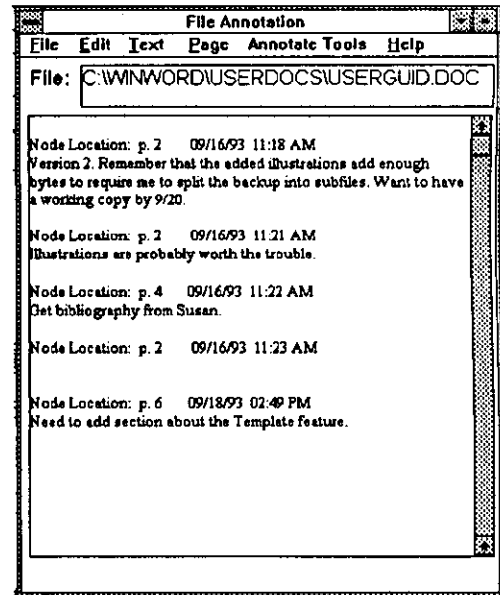 File Annotation
File Edit Text Page Annotate Tools Help
File: C:\WINWORD\USERDOCS\USERGUID.DOC
Node Location: p. 2 09/16/93 11:18 AM
Version 2. Remember that the added illustrations add enough
bytes to require me to split the backup into subfiles. Want to have
a working copy by 9/20.
Node Location: p. 2 09/16/93 11:21 AM
Illustrations are probably worth the trouble.
Node Location: p. 4 09/16/93 11:22 AM
Get bibliography from Susan.
Node Location: p. 2 09/16/93 11:23 AM
Node Location: p. 6 09/18/93 02:49 PM
Need to add section about the Template feature.